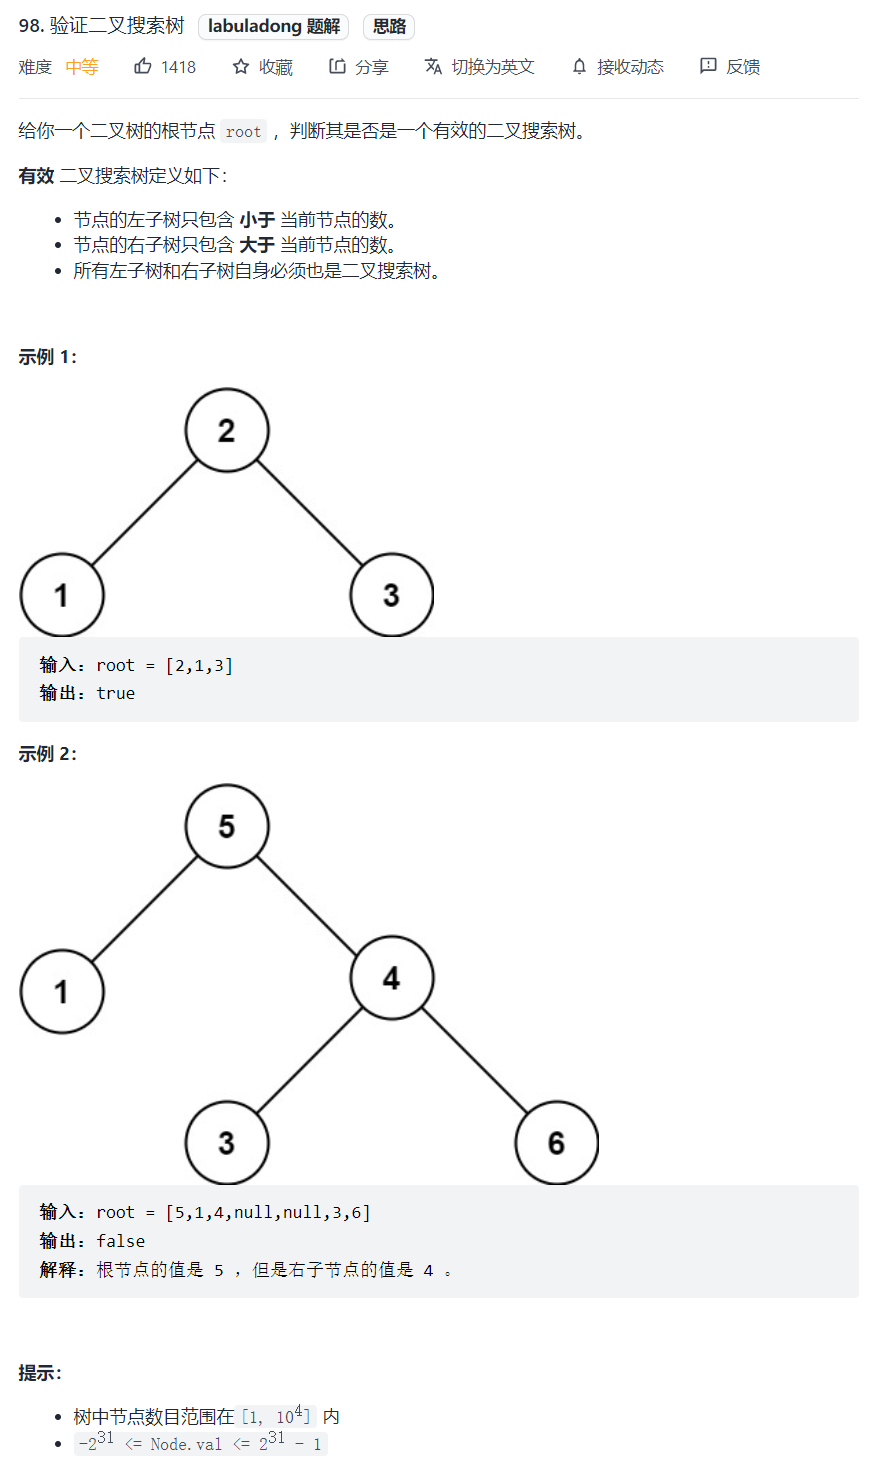 98. 验证二叉搜索树 labuladong 题解 思路
难度 中等 1418 收藏 分享 切换为英文 接收动态 反馈
给你一个二叉树的根节点 root ，判断其是否是一个有效的二叉搜索树。
有效 二叉搜索树定义如下：
• 节点的左子树只包含 小于 当前节点的数。
• 节点的右子树只包含 大于 当前节点的数。
• 所有左子树和右子树自身必须也是二叉搜索树。
示例 1：
2
1 3
输入：root = [2,1,3]
输出：true
示例 2：
5
1 4
3 6
输入：root = [5,1,4,null,null,3,6]
输出：false
解释：根节点的值是 5 ，但是右子节点的值是 4 。
提示：
• 树中节点数目范围在[1, 10⁴] 内
• -2³¹ <= Node.val <= 2³¹ - 1